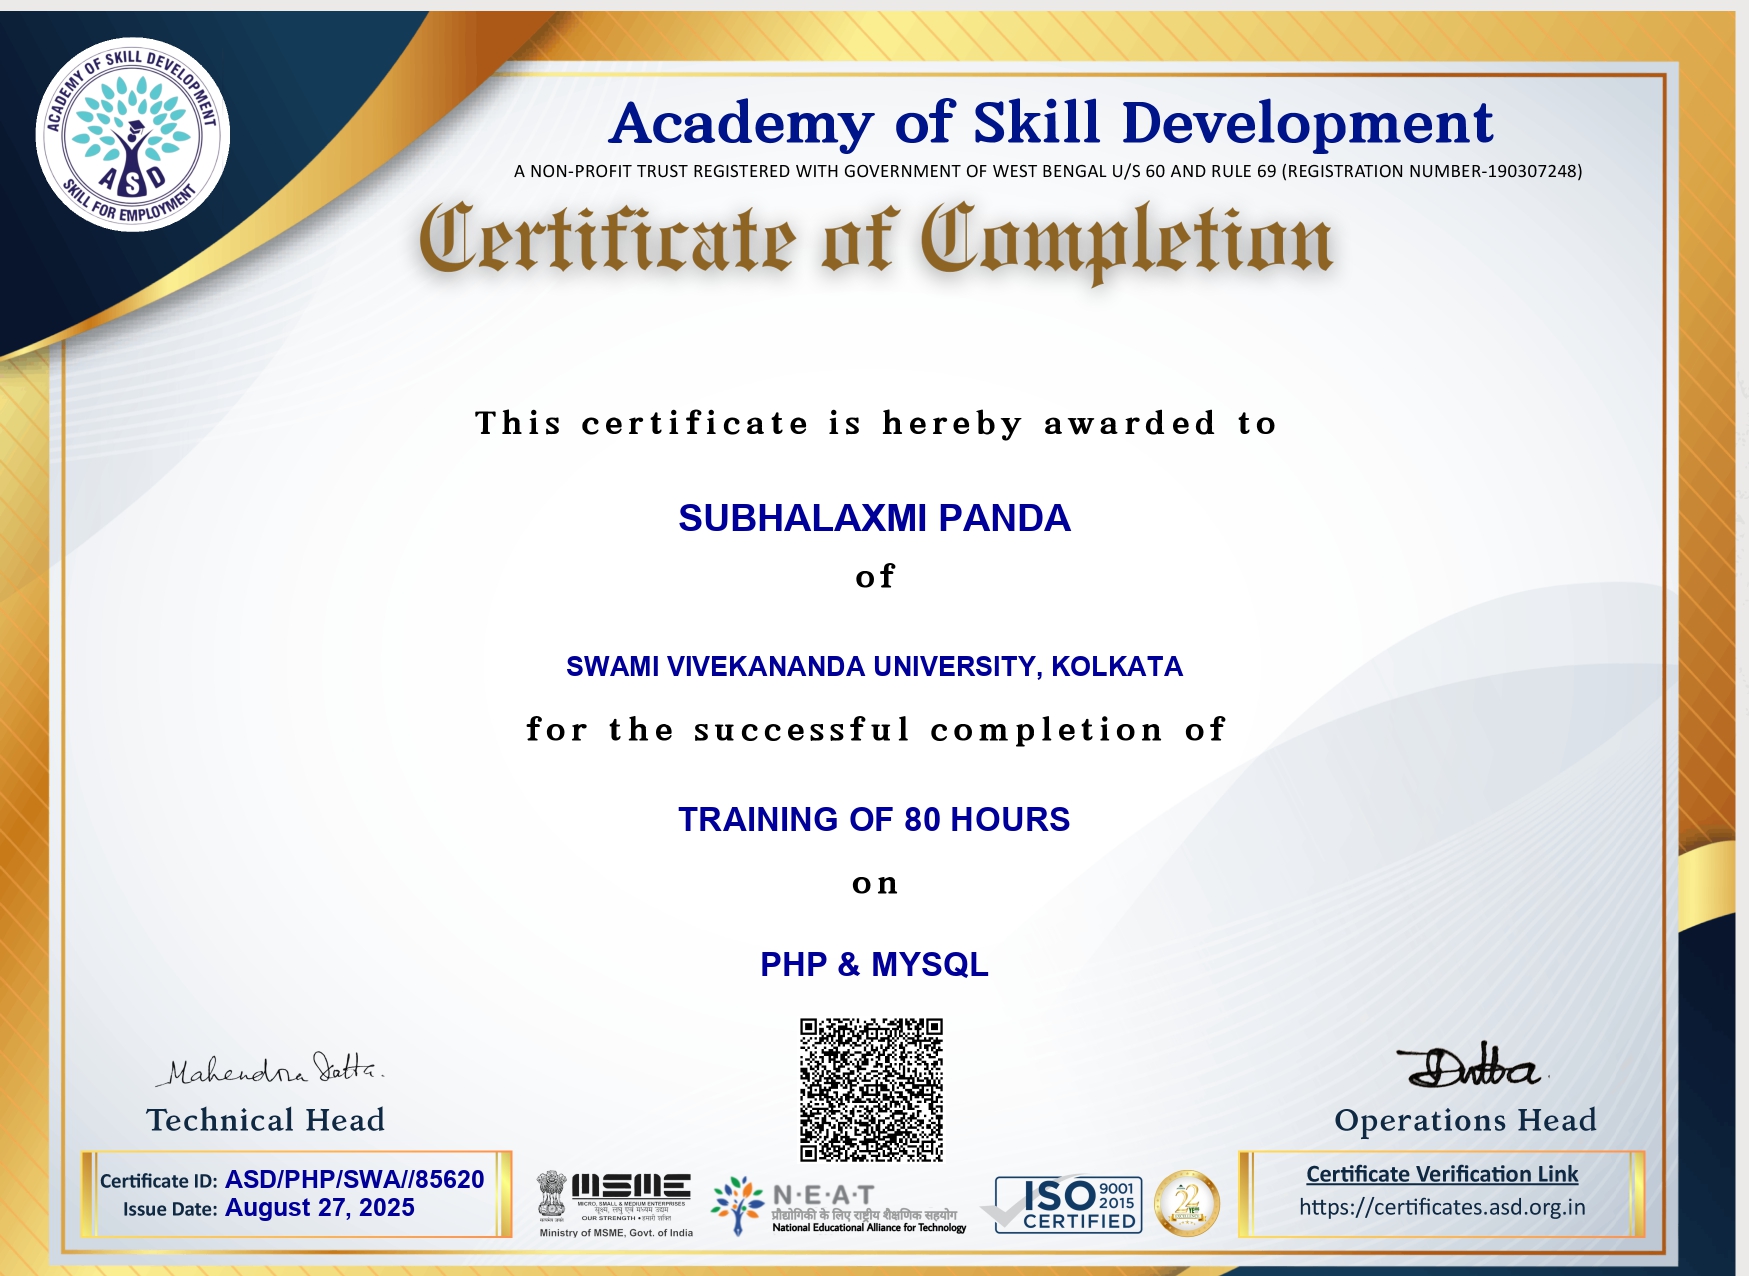 ACADEMY OF SKILL DEVELOPMENT
ASD
SKILL FOR EMPLOYMENT
Academy of Skill Development
A NON-PROFIT TRUST REGISTERED WITH GOVERNMENT OF WEST BENGAL U/S 60 AND RULE 69 (REGISTRATION NUMBER-190307248)
Certificate of Completion
This certificate is hereby awarded to
SUBHALAXMI PANDA
of
SWAMI VIVEKANANDA UNIVERSITY, KOLKATA
for the successful completion of
TRAINING OF 80 HOURS
on
PHP & MYSQL
Mahendra Datta.
Technical Head
DDutta
Operations Head
Certificate ID: ASD/PHP/SWA//85620
Issue Date: August 27, 2025
MSME
MICRO, SMALL & MEDIUM ENTERPRISES
सूक्ष्म, लघु एवं मध्यम उद्यम
OUR STRENGTH • हमारी शक्ति
Ministry of MSME, Govt. of India
N·E·A·T
प्रौद्योगिकी के लिए राष्ट्रीय शैक्षणिक सहयोग
National Educational Alliance for Technology
ISO 9001 2015
CERTIFIED
22
Certificate Verification Link
https://certificates.asd.org.in